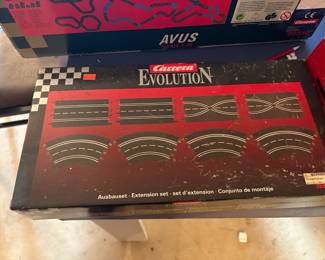 AVUS
Carrera
EVOLUTION
Ausbauset · Extension set · set d'extension · Conjunto de montaje